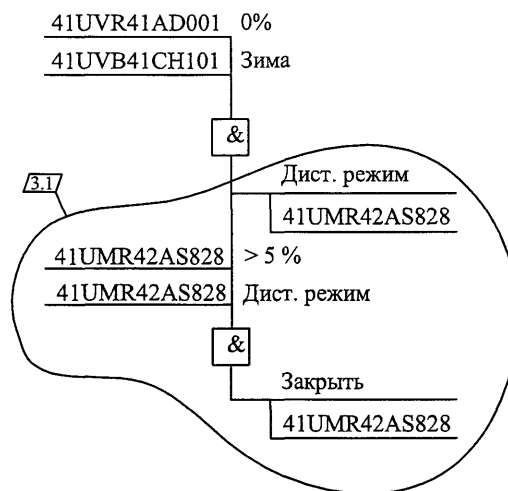 41UVR41AD001 0%
41UVB41CH101 Зима
&
3.1
Дист. режим
41UMR42AS828
41UMR42AS828 > 5 %
41UMR42AS828 Дист. режим
&
Закрыть
41UMR42AS828